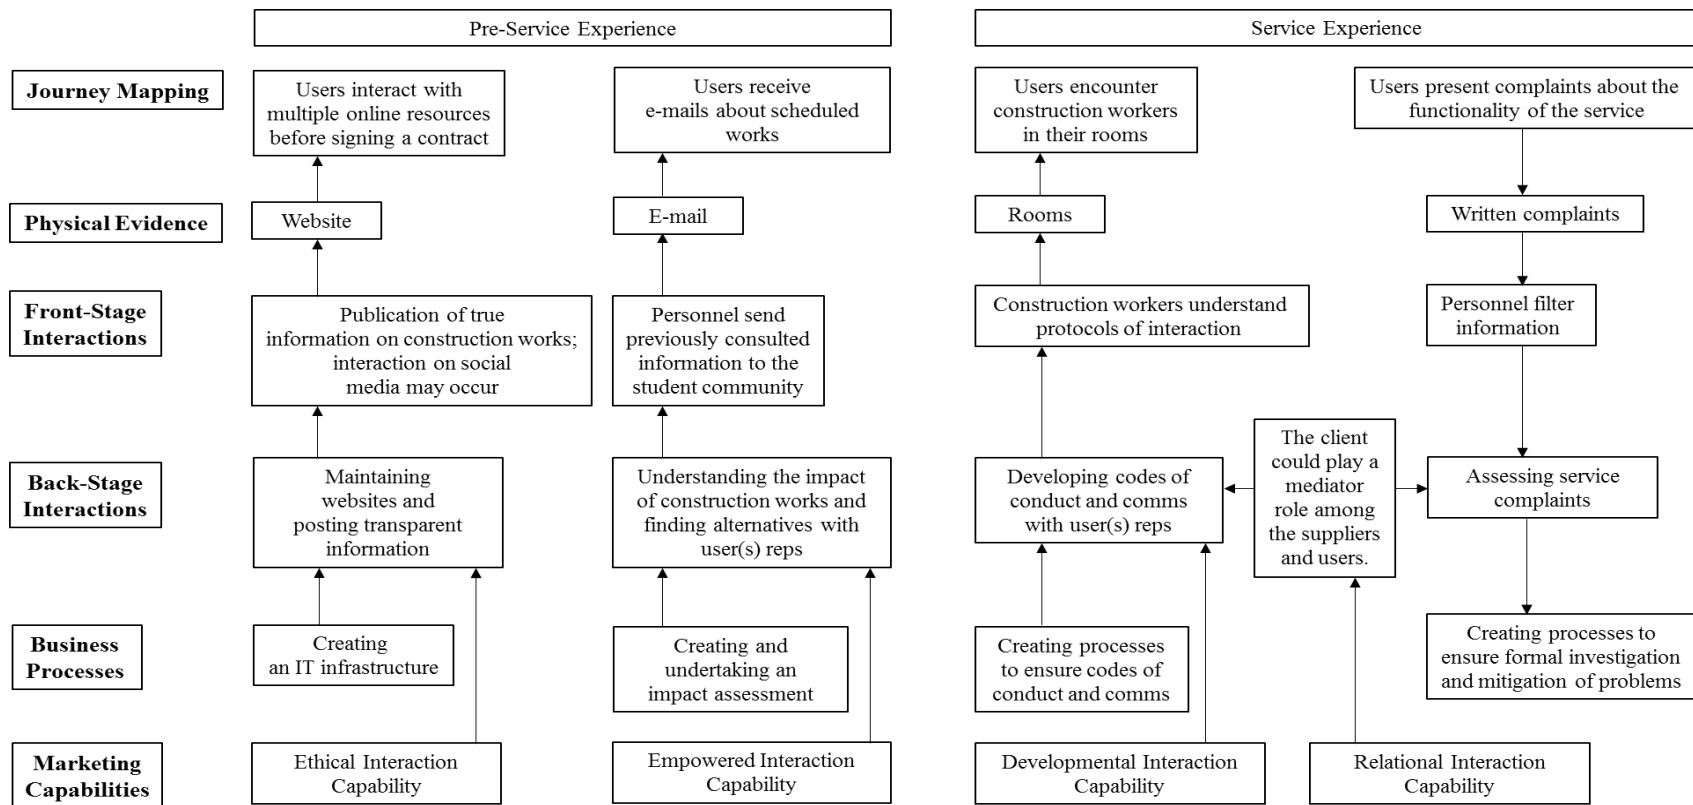 Pre-Service Experience
Service Experience
Journey Mapping
Users interact with
multiple online resources
before signing a contract
Users receive
e-mails about scheduled
works
Users encounter
construction workers
in their rooms
Users present complaints about the
functionality of the service
Physical Evidence
Website
E-mail
Rooms
Written complaints
Front-Stage
Interactions
Publication of true
information on construction works;
interaction on social
media may occur
Personnel send
previously consulted
information to the
student community
Construction workers understand
protocols of interaction
Personnel filter
information
Back-Stage
Interactions
Maintaining
websites and
posting transparent
information
Understanding the impact
of construction works and
finding alternatives with
user(s) reps
Developing codes of
conduct and comms
with user(s) reps
The client
could play a
mediator
role among
the suppliers
and users.
Assessing service
complaints
Business
Processes
Creating
an IT infrastructure
Creating and
undertaking an
impact assessment
Creating processes
to ensure codes of
conduct and comms
Creating processes to
ensure formal investigation
and mitigation of problems
Marketing
Capabilities
Ethical Interaction
Capability
Empowered Interaction
Capability
Developmental Interaction
Capability
Relational Interaction
Capability